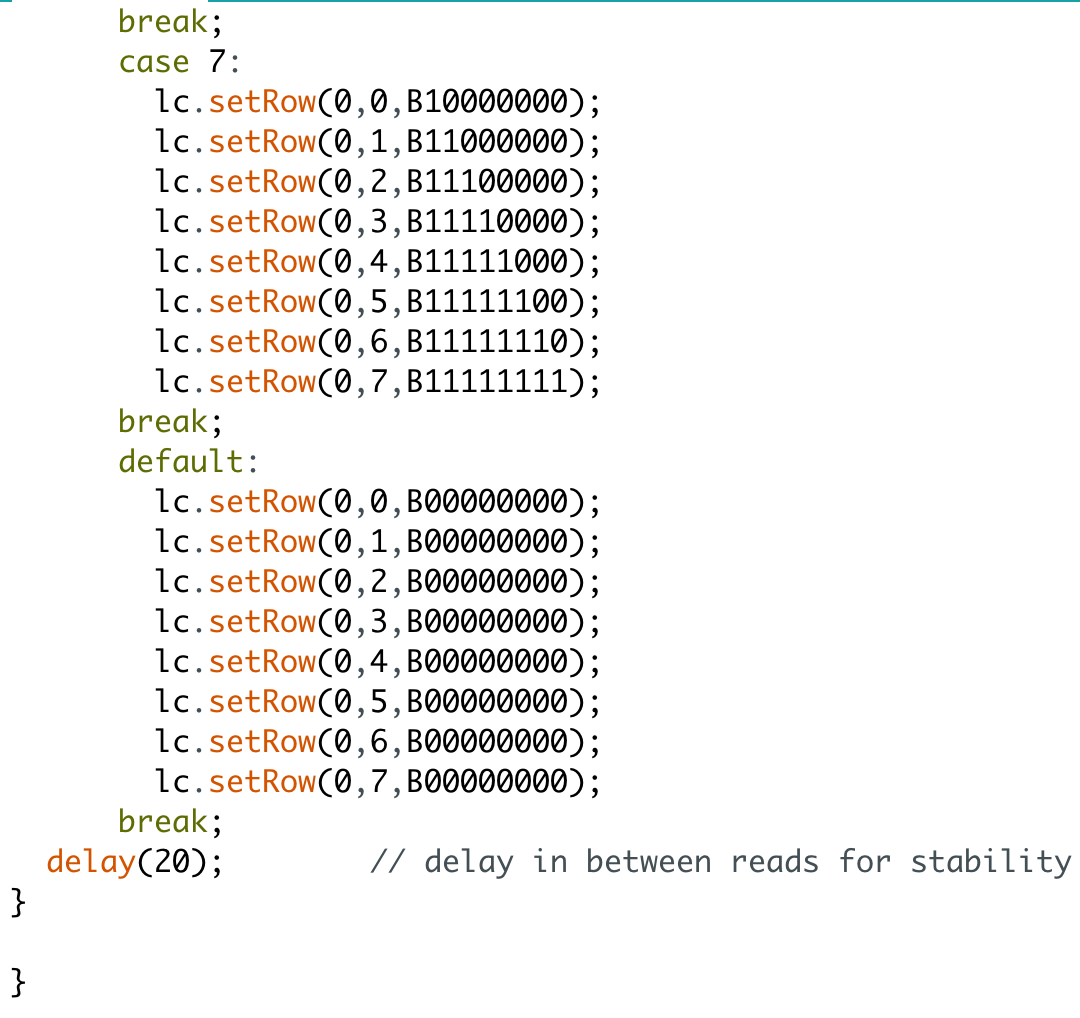 break;
case 7:
lc.setRow(0,0,B10000000);
lc.setRow(0,1,B11000000);
lc.setRow(0,2,B11100000);
lc.setRow(0,3,B11110000);
lc.setRow(0,4,B11111000);
lc.setRow(0,5,B11111100);
lc.setRow(0,6,B11111110);
lc.setRow(0,7,B11111111);
break;
default:
lc.setRow(0,0,B00000000);
lc.setRow(0,1,B00000000);
lc.setRow(0,2,B00000000);
lc.setRow(0,3,B00000000);
lc.setRow(0,4,B00000000);
lc.setRow(0,5,B00000000);
lc.setRow(0,6,B00000000);
lc.setRow(0,7,B00000000);
break;
delay(20); // delay in between reads for stability
}
}